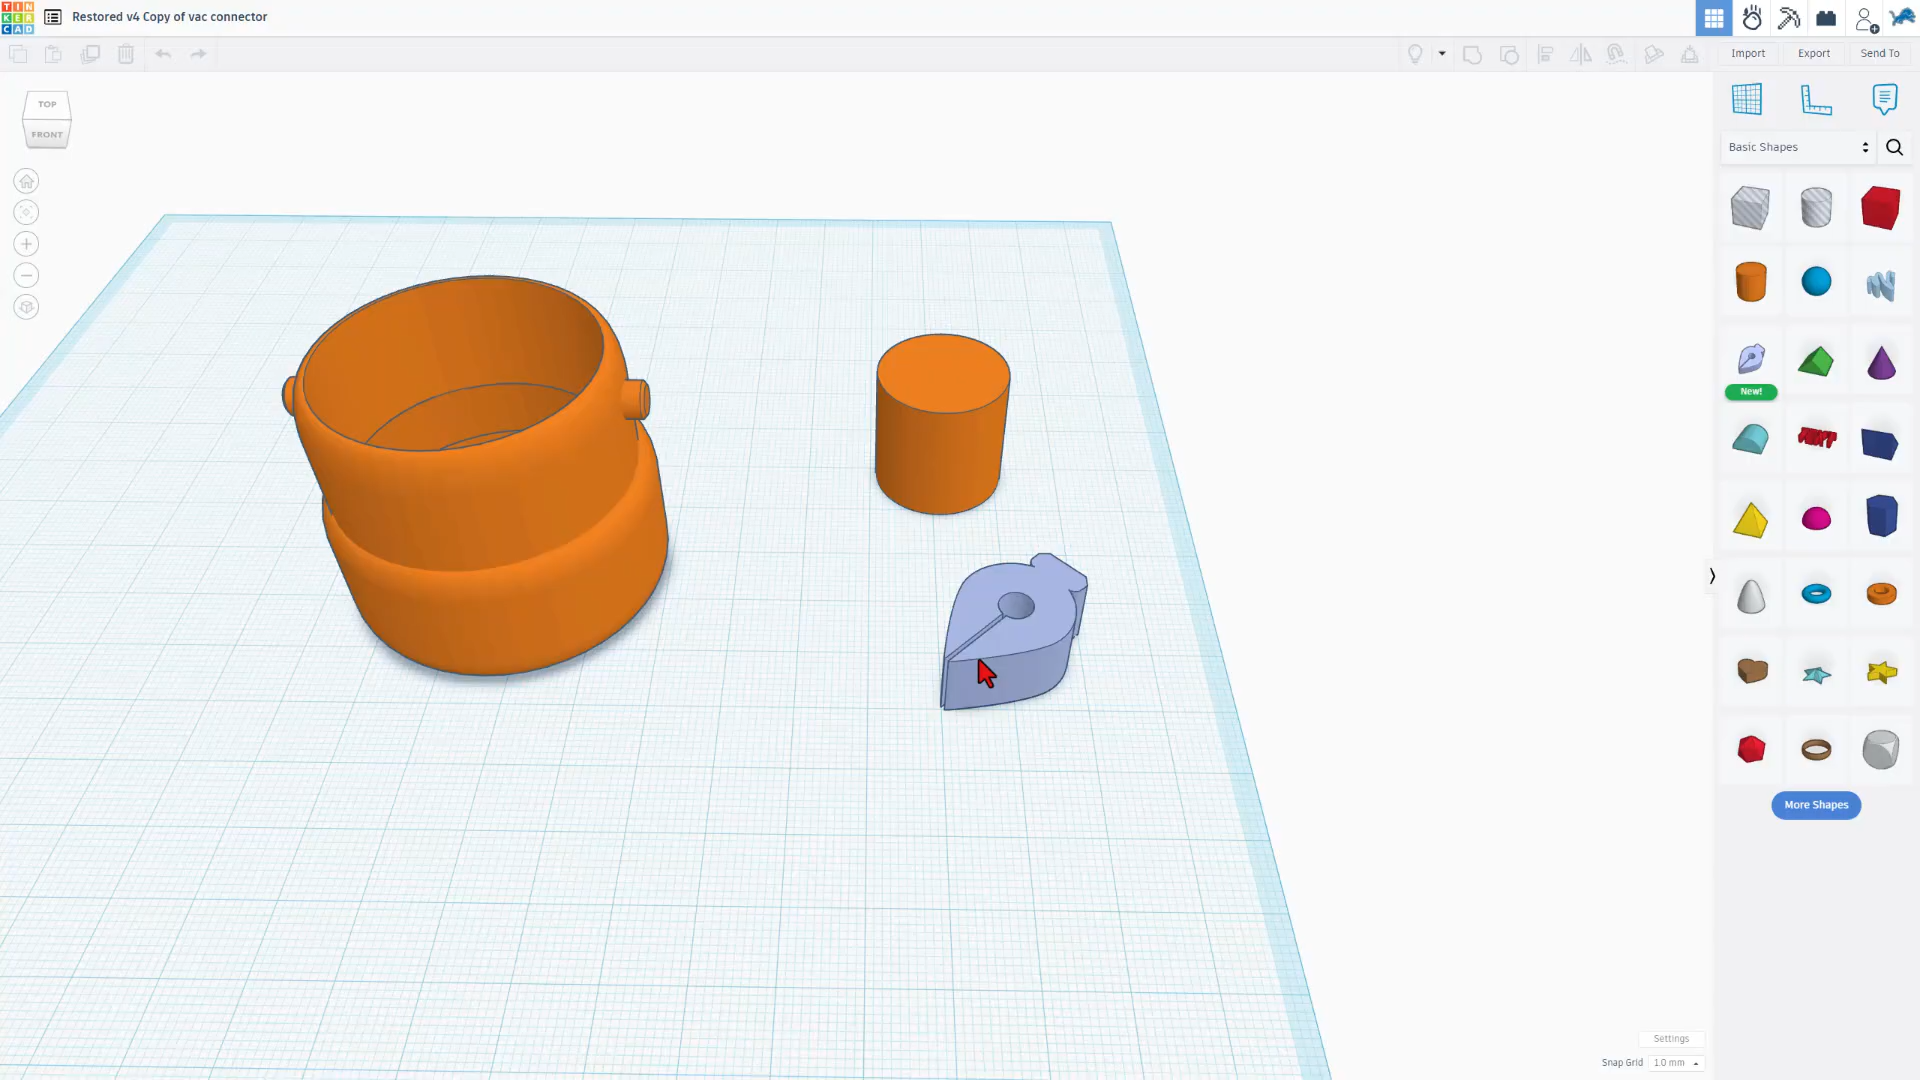 TIN
KER
CAD
Restored v4 Copy of vac connector
Import
Export
Send To
TOP
FRONT
Basic Shapes
New!
TEXT
More Shapes
Settings
Snap Grid
1.0 mm